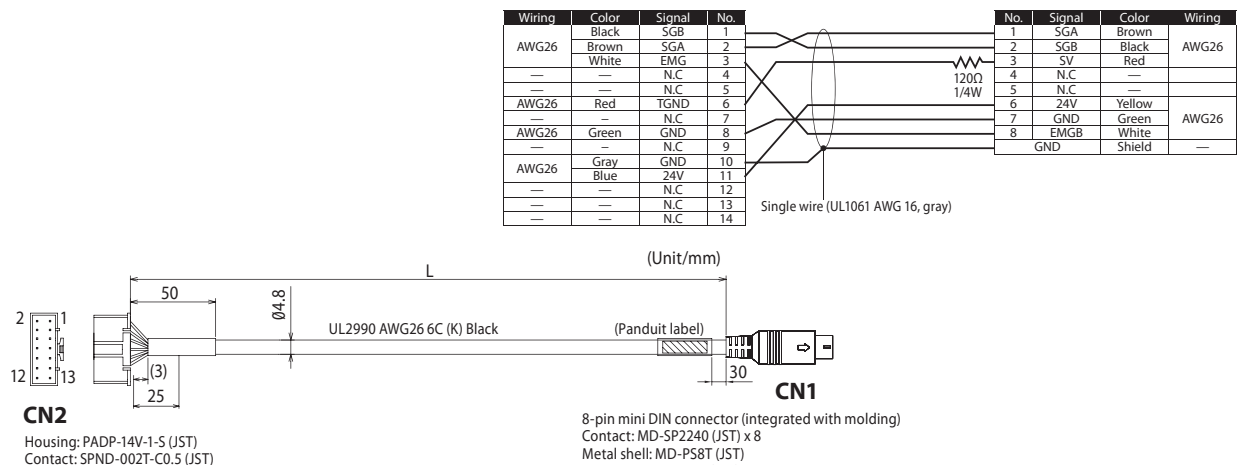 Wiring Color Signal No.
AWG26 Black SGB 1
Brown SGA 2
White EMG 3
— — N.C 4
— — N.C 5
AWG26 Red TGND 6
— – N.C 7
AWG26 Green GND 8
— – N.C 9
AWG26 Gray GND 10
Blue 24V 11
— — N.C 12
— — N.C 13
— — N.C 14
120Ω
1/4W
Single wire (UL1061 AWG 16, gray)
No. Signal Color Wiring
1 SGA Brown AWG26
2 SGB Black
3 SV Red
4 N.C —
5 N.C —
6 24V Yellow AWG26
7 GND Green
8 EMGB White
GND Shield —
(Unit/mm)
L
50
Ø4.8
2 1
12 13
UL2990 AWG26 6C (K) Black
(Panduit label)
(3)
25
30
CN2
Housing: PADP-14V-1-S (JST)
Contact: SPND-002T-C0.5 (JST)
CN1
8-pin mini DIN connector (integrated with molding)
Contact: MD-SP2240 (JST) x 8
Metal shell: MD-PS8T (JST)